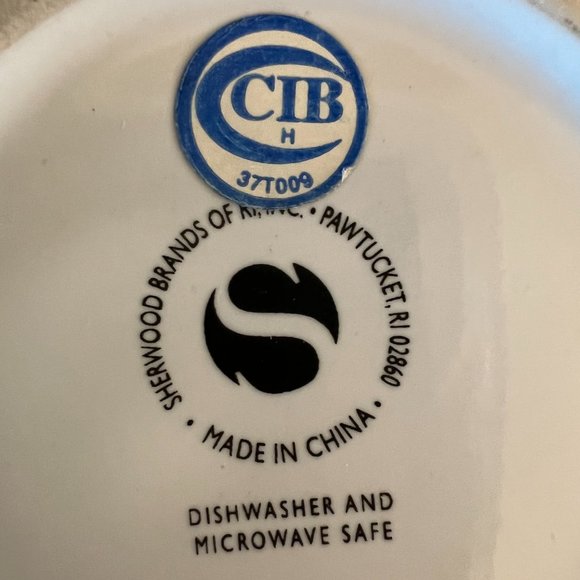 CIB
H
37T009
SHERWOOD BRANDS OF RI, INC. • PAWTUCKET, RI 02860 •
MADE IN CHINA •
DISHWASHER AND
MICROWAVE SAFE